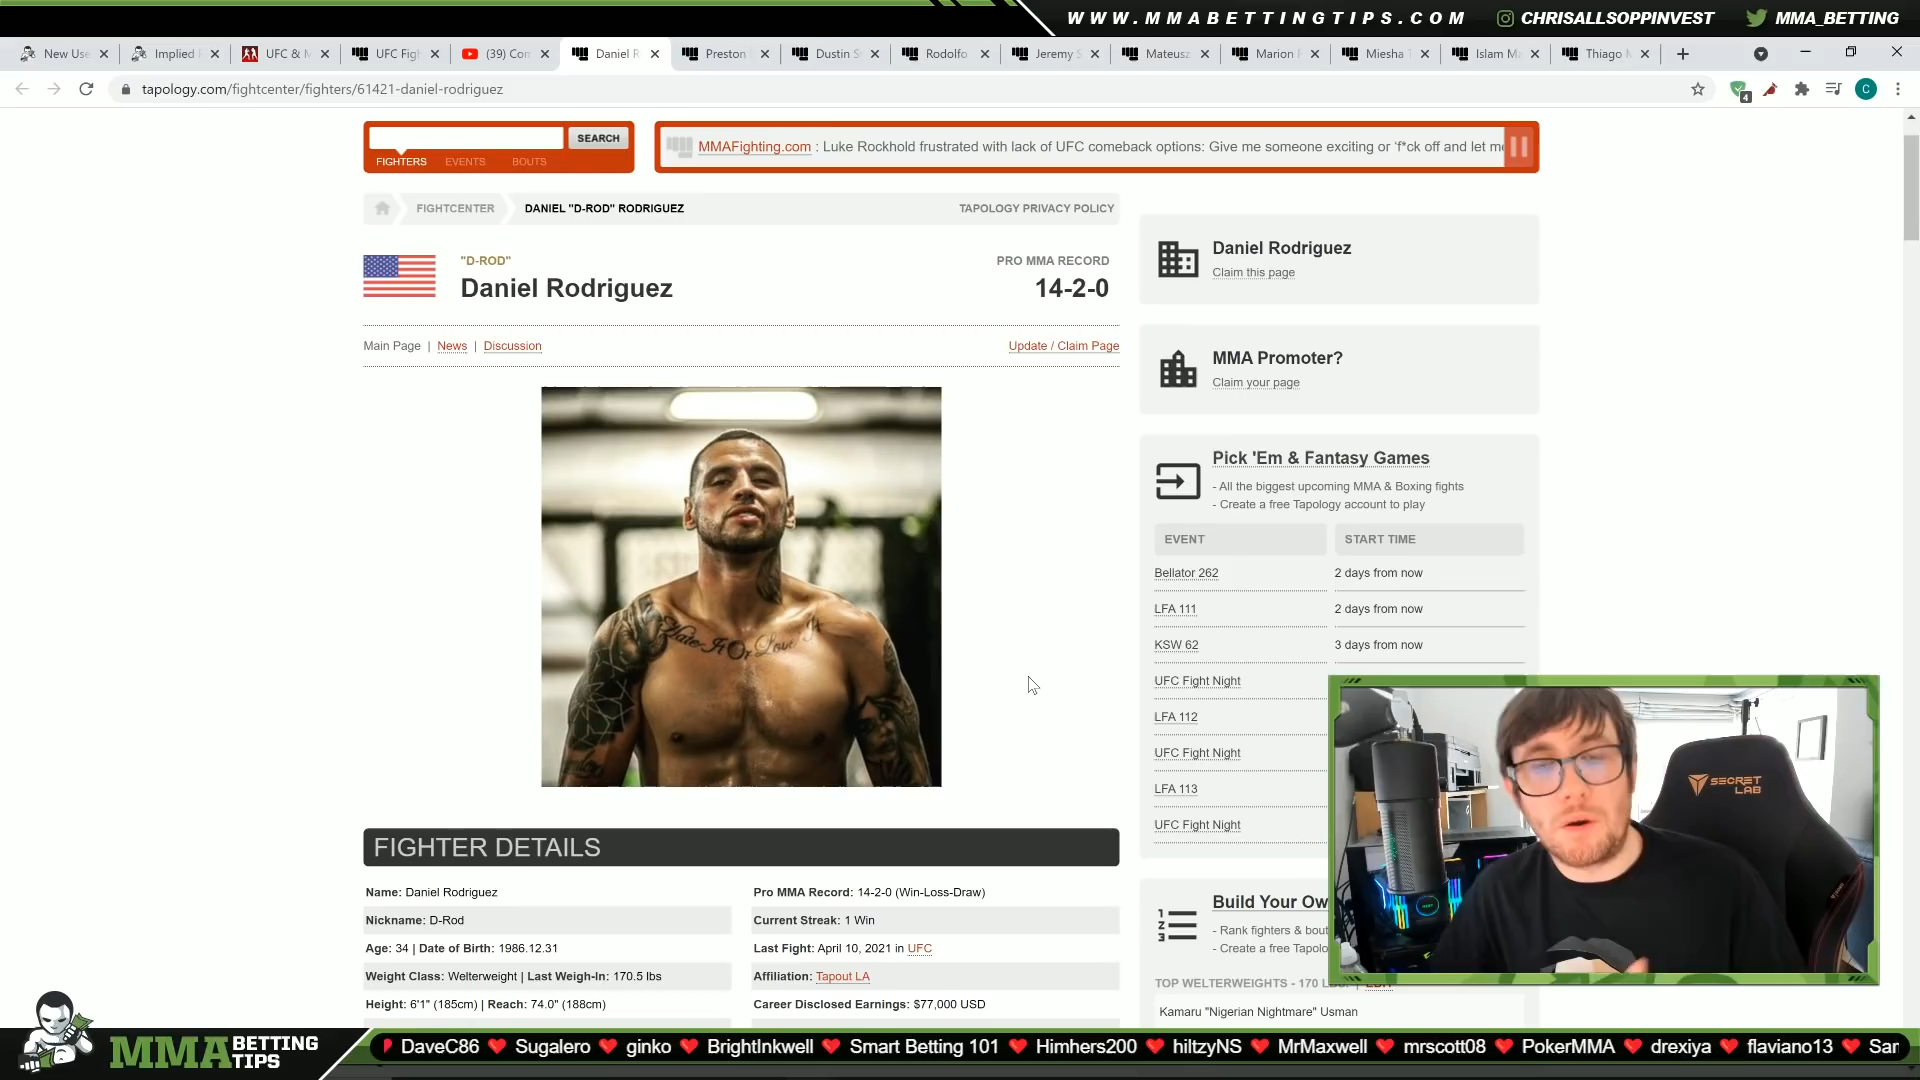 WWW.MMABETTINGTIPS.COM CHRISALLSOPPINVEST MMA_BETTING
New Use Implied UFC & M UFC Figh (39) Con Daniel R Preston Dustin S Rodolfo Jeremy S Mateusz Marion Miesha T Islam Ma Thiago M
tapology.com/fightcenter/fighters/61421-daniel-rodriguez
4
C
SEARCH
FIGHTERS EVENTS BOUTS
MMAFighting.com : Luke Rockhold frustrated with lack of UFC comeback options: Give me someone exciting or 'f*ck off and let me
FIGHTCENTER DANIEL "D-ROD" RODRIGUEZ TAPOLOGY PRIVACY POLICY
"D-ROD"
Daniel Rodriguez
PRO MMA RECORD
14-2-0
Main Page | News | Discussion
Update / Claim Page
Hate It Or Love It
FIGHTER DETAILS
Name: Daniel Rodriguez
Pro MMA Record: 14-2-0 (Win-Loss-Draw)
Nickname: D-Rod
Current Streak: 1 Win
Age: 34 | Date of Birth: 1986.12.31
Last Fight: April 10, 2021 in UFC
Weight Class: Welterweight | Last Weigh-In: 170.5 lbs
Affiliation: Tapout LA
Height: 6'1" (185cm) | Reach: 74.0" (188cm)
Career Disclosed Earnings: $77,000 USD
Daniel Rodriguez
Claim this page
MMA Promoter?
Claim your page
Pick 'Em & Fantasy Games
- All the biggest upcoming MMA & Boxing fights
- Create a free Tapology account to play
EVENT START TIME
Bellator 262 2 days from now
LFA 111 2 days from now
KSW 62 3 days from now
UFC Fight Night
LFA 112
UFC Fight Night
LFA 113
UFC Fight Night
Build Your Ow
- Rank fighters & bout
- Create a free Tapolo
TOP WELTERWEIGHTS - 170 L
Kamaru "Nigerian Nightmare" Usman
SECRET
LAB
MMA BETTING
TIPS
DaveC86 Sugalero ginko BrightInkwell Smart Betting 101 Himhers200 hiltzyNS MrMaxwell mrscott08 PokerMMA drexiya flaviano13 Sar